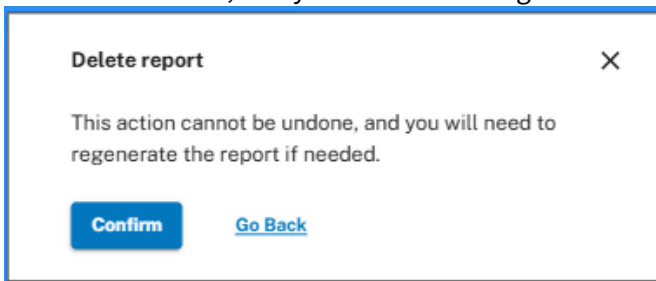 Delete report
This action cannot be undone, and you will need to
regenerate the report if needed.
Confirm Go Back